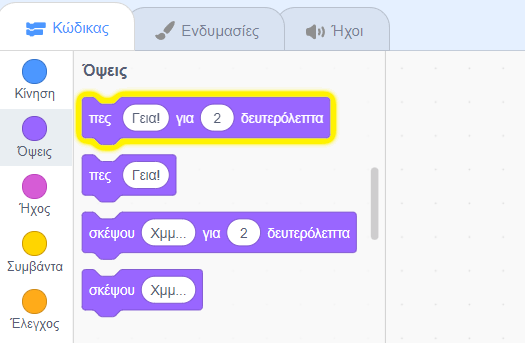 Κώδικας Ενδυμασίες Ήχοι
Κίνηση
Όψεις
Ήχος
Συμβάντα
Έλεγχος
Όψεις
πες Γεια! για 2 δευτερόλεπτα
πες Γεια!
σκέψου Χμμ... για 2 δευτερόλεπτα
σκέψου Χμμ...